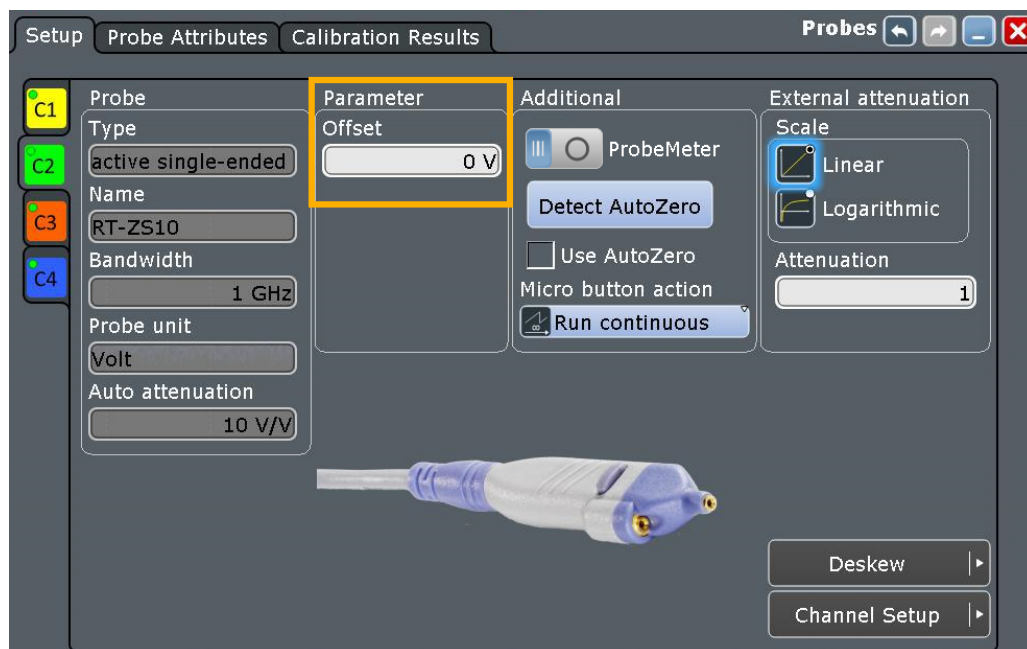 Setup
Probe Attributes
Calibration Results
Probes
C1
C2
C3
C4
Probe
Type
active single-ended
Name
RT-ZS10
Bandwidth
1 GHz
Probe unit
Volt
Auto attenuation
10 V/V
Parameter
Offset
0 V
Additional
ProbeMeter
Detect AutoZero
Use AutoZero
Micro button action
Run continuous
External attenuation
Scale
Linear
Logarithmic
Attenuation
1
Deskew
Channel Setup